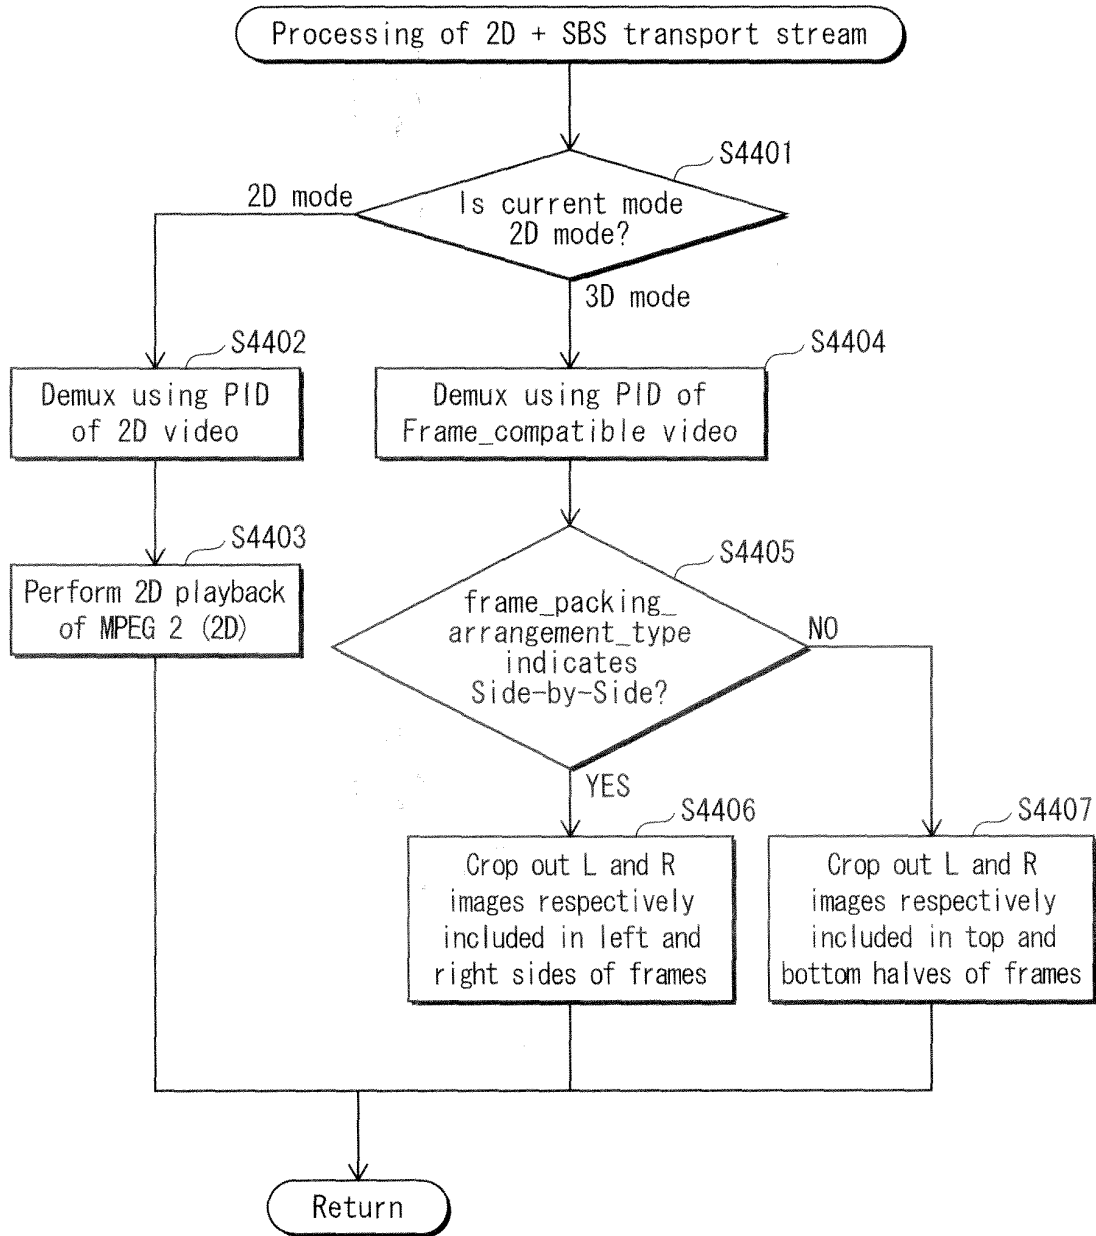 Processing of 2D + SBS transport stream
S4401
2D mode
Is current mode
2D mode?
3D mode
S4402
S4404
Demux using PID
of 2D video
Demux using PID of
Frame_compatible video
S4403
S4405
Perform 2D playback
of MPEG 2 (2D)
frame_packing_
arrangement_type
indicates
Side-by-Side?
NO
YES
S4406
S4407
Crop out L and R
images respectively
included in left and
right sides of frames
Crop out L and R
images respectively
included in top and
bottom halves of frames
Return